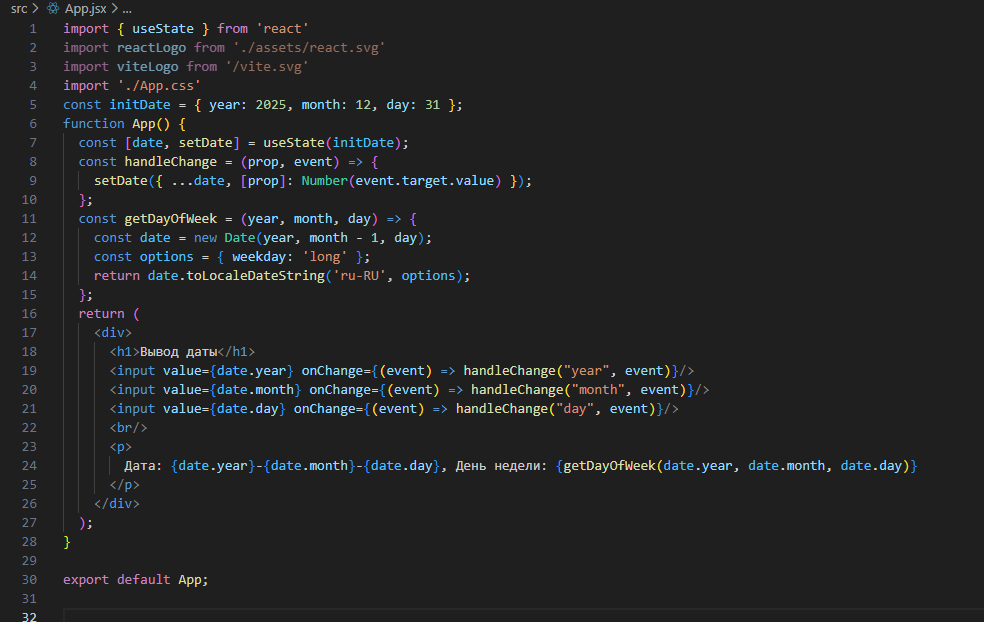 src > App.jsx > ...
1 import { useState } from 'react'
2 import reactLogo from './assets/react.svg'
3 import viteLogo from '/vite.svg'
4 import './App.css'
5 const initDate = { year: 2025, month: 12, day: 31 };
6 function App() {
7   const [date, setDate] = useState(initDate);
8   const handleChange = (prop, event) => {
9     setDate({ ...date, [prop]: Number(event.target.value) });
10   };
11   const getDayOfWeek = (year, month, day) => {
12     const date = new Date(year, month - 1, day);
13     const options = { weekday: 'long' };
14     return date.toLocaleDateString('ru-RU', options);
15   };
16   return (
17     <div>
18       <h1>Вывод даты</h1>
19       <input value={date.year} onChange={(event) => handleChange("year", event)}/>
20       <input value={date.month} onChange={(event) => handleChange("month", event)}/>
21       <input value={date.day} onChange={(event) => handleChange("day", event)}/>
22       <br/>
23       <p>
24         Дата: {date.year}-{date.month}-{date.day}, День недели: {getDayOfWeek(date.year, date.month, date.day)}
25       </p>
26     </div>
27   );
28 }
29
30 export default App;
31
32